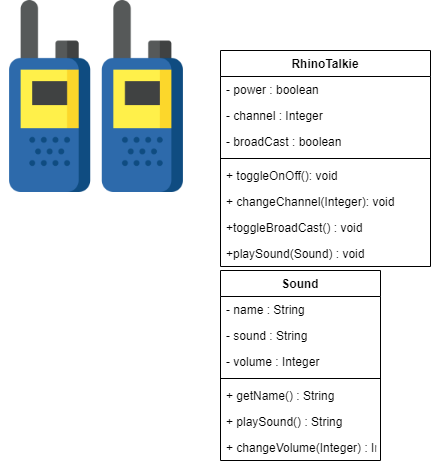 RhinoTalkie
- power : boolean
- channel : Integer
- broadCast : boolean
+ toggleOnOff(): void
+ changeChannel(Integer): void
+toggleBroadCast() : void
+playSound(Sound) : void
Sound
- name : String
- sound : String
- volume : Integer
+ getName() : String
+ playSound() : String
+ changeVolume(Integer) :